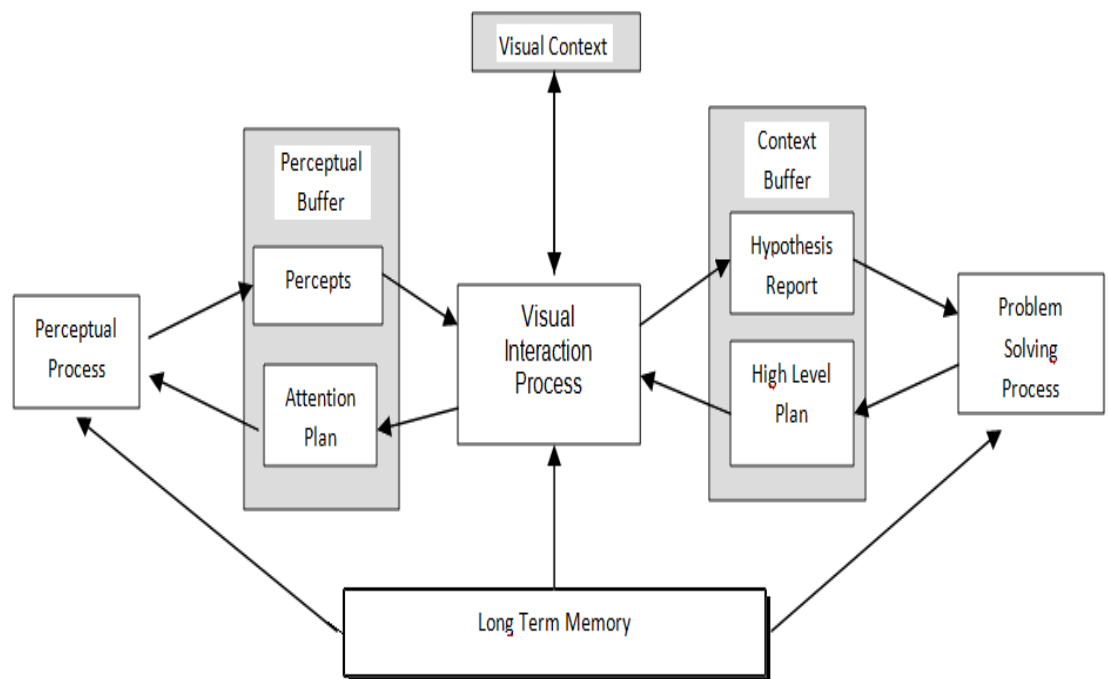 Visual Context
Perceptual
Buffer
Context
Buffer
Percepts
Hypothesis
Report
Perceptual
Process
Visual
Interaction
Process
Problem
Solving
Process
Attention
Plan
High Level
Plan
Long Term Memory